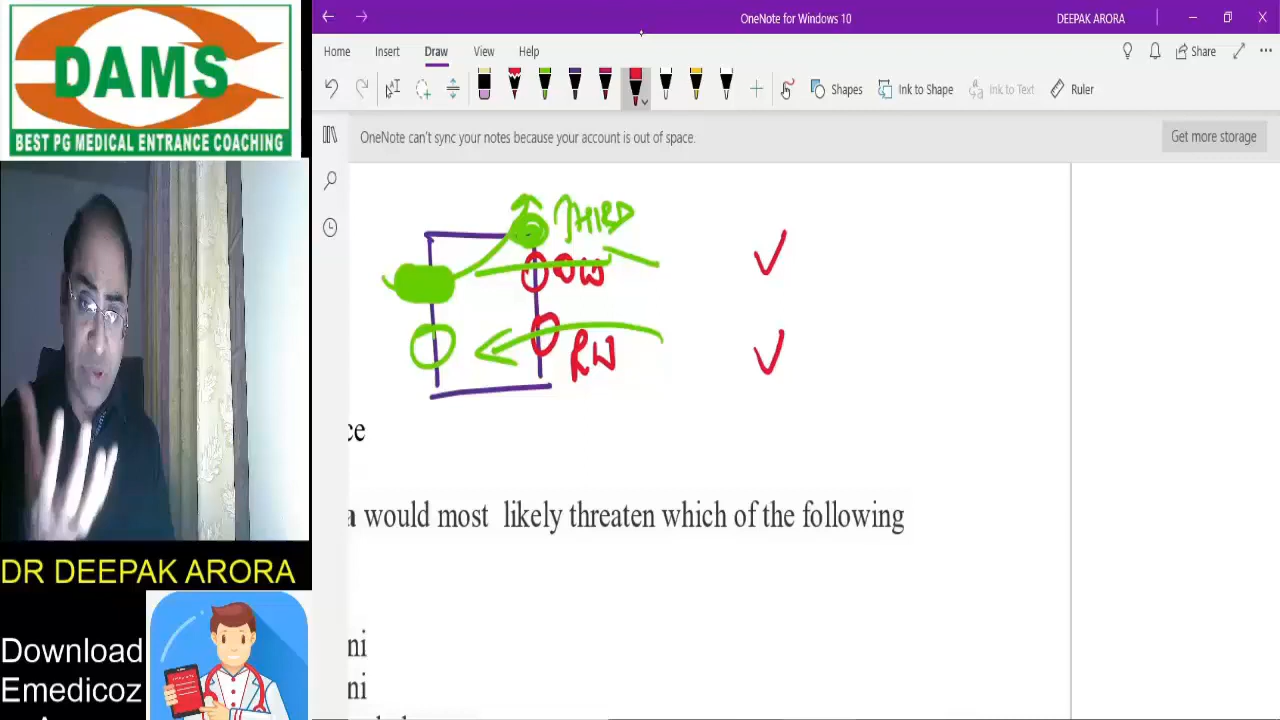 DAMS
BEST PG MEDICAL ENTRANCE COACHING
OneNote for Windows 10
DEEPAK ARORA
Home Insert Draw View Help
Share
Shapes
Ink to Shape
Ink to Text
Ruler
OneNote can't sync your notes because your account is out of space.
Get more storage
THIRD
OW
RW
ce
a would most likely threaten which of the following
ni
ni
DR DEEPAK ARORA
Download
Emedicoz